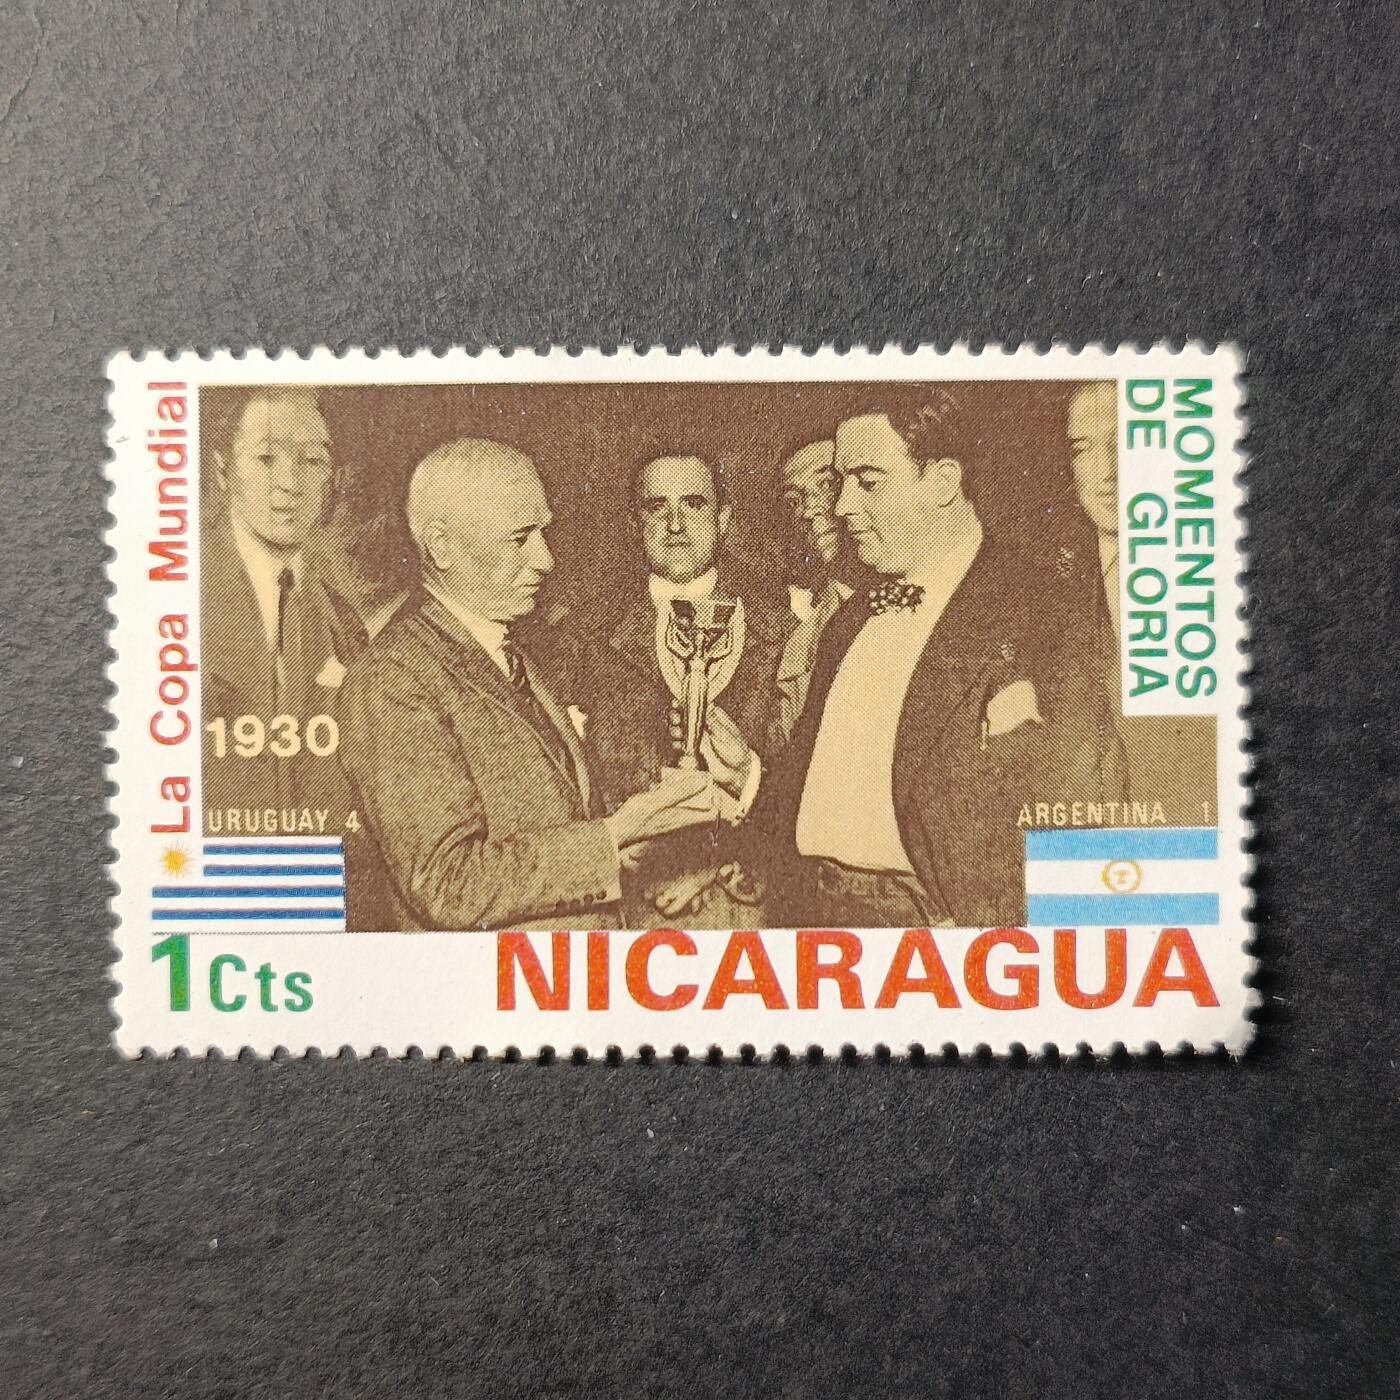 La Copa Mundial
MOMENTOS
DE GLORIA
1930
URUGUAY 4
ARGENTINA 1
1 Cts
NICARAGUA